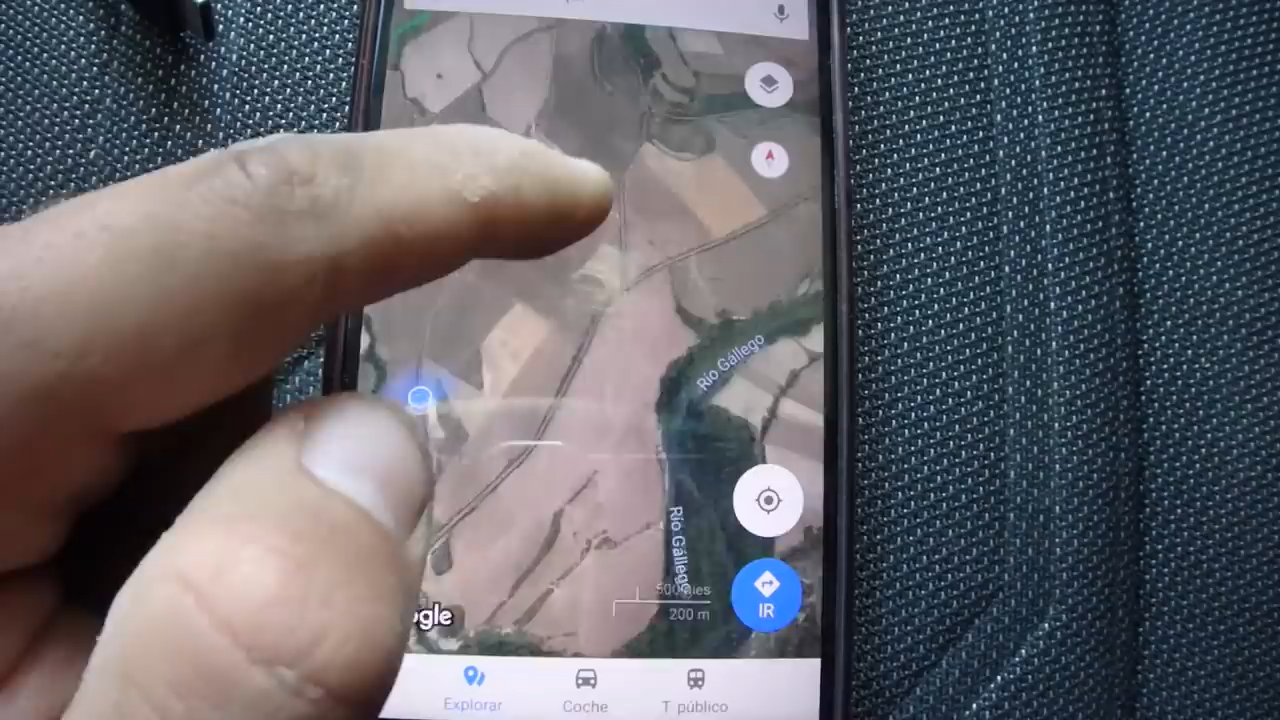 Río Gállego
Río Gállego
500 pies
200 m
IR
gle
Explorar
Coche
T público